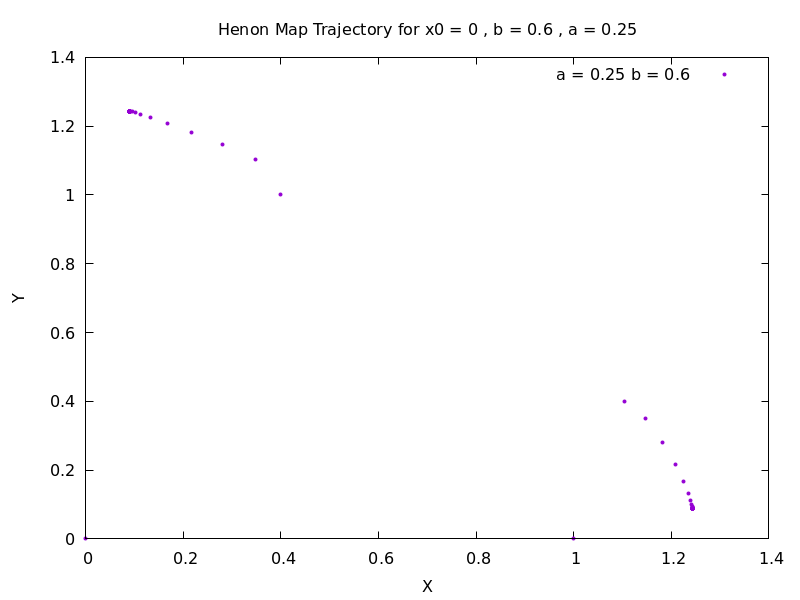 Henon Map Trajectory for x0 = 0 , b = 0.6 , a = 0.25
a = 0.25 b = 0.6
1.4
1.2
1
0.8
0.6
0.4
0.2
0
0 0.2 0.4 0.6 0.8 1 1.2 1.4
Y
X